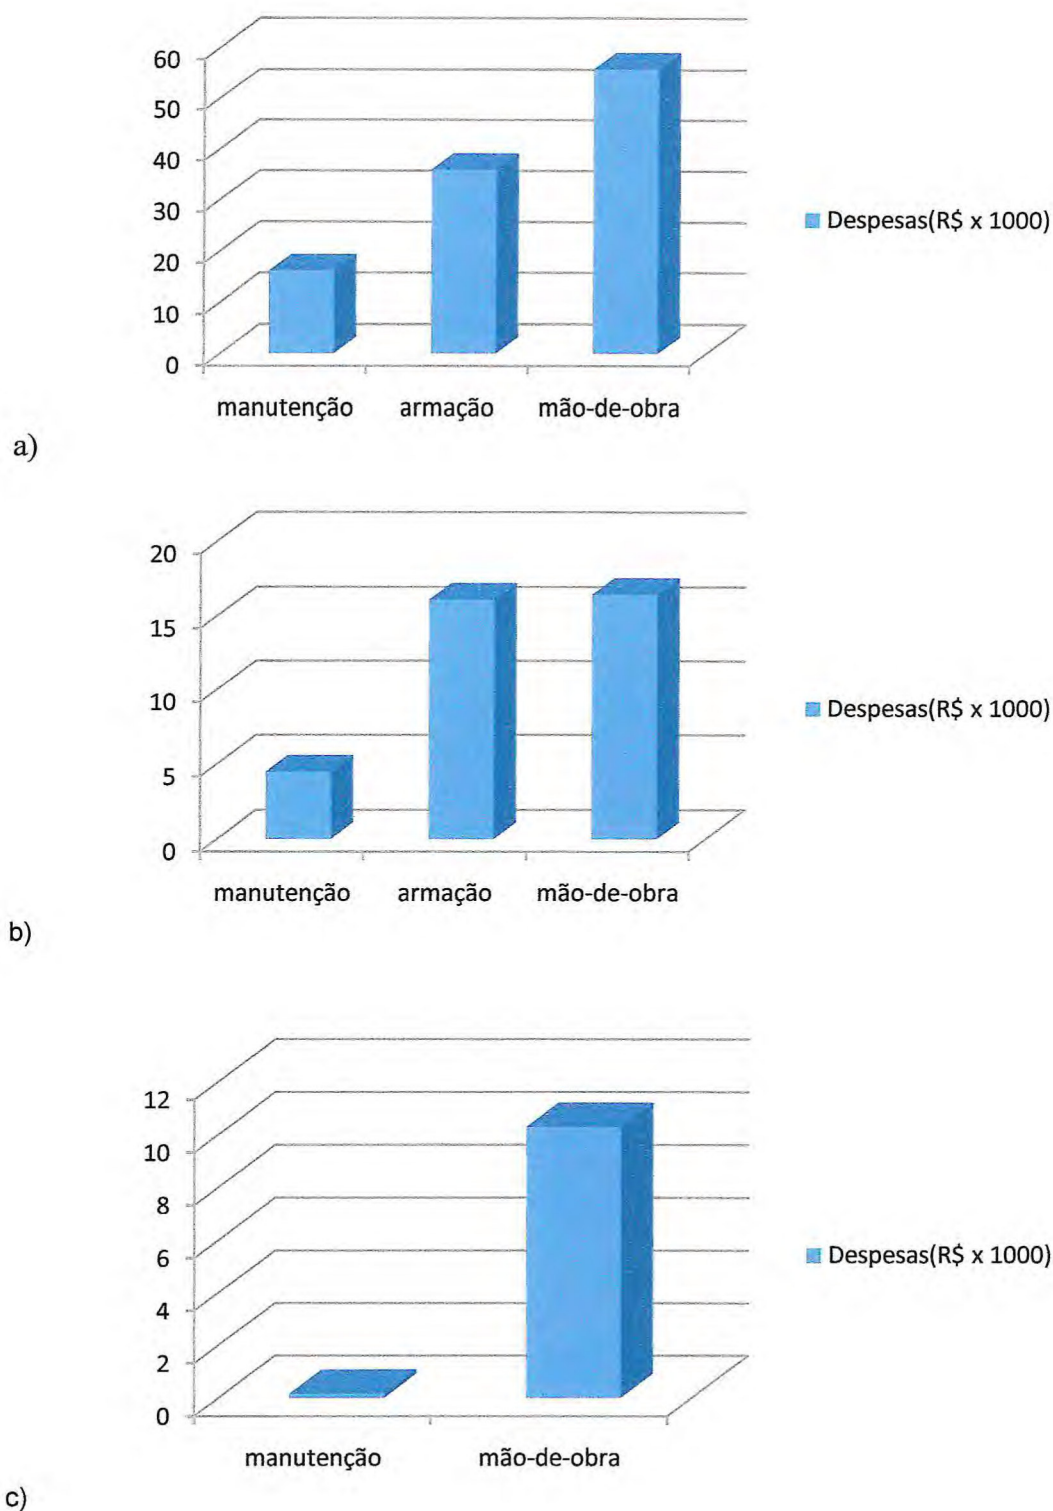 60
50
40
30
20
10
0
Despesas(R$ x 1000)
manutenção armação mão-de-obra
a)
20
15
10
5
0
Despesas(R$ x 1000)
manutenção armação mão-de-obra
b)
12
10
8
6
4
2
0
Despesas(R$ x 1000)
manutenção mão-de-obra
c)